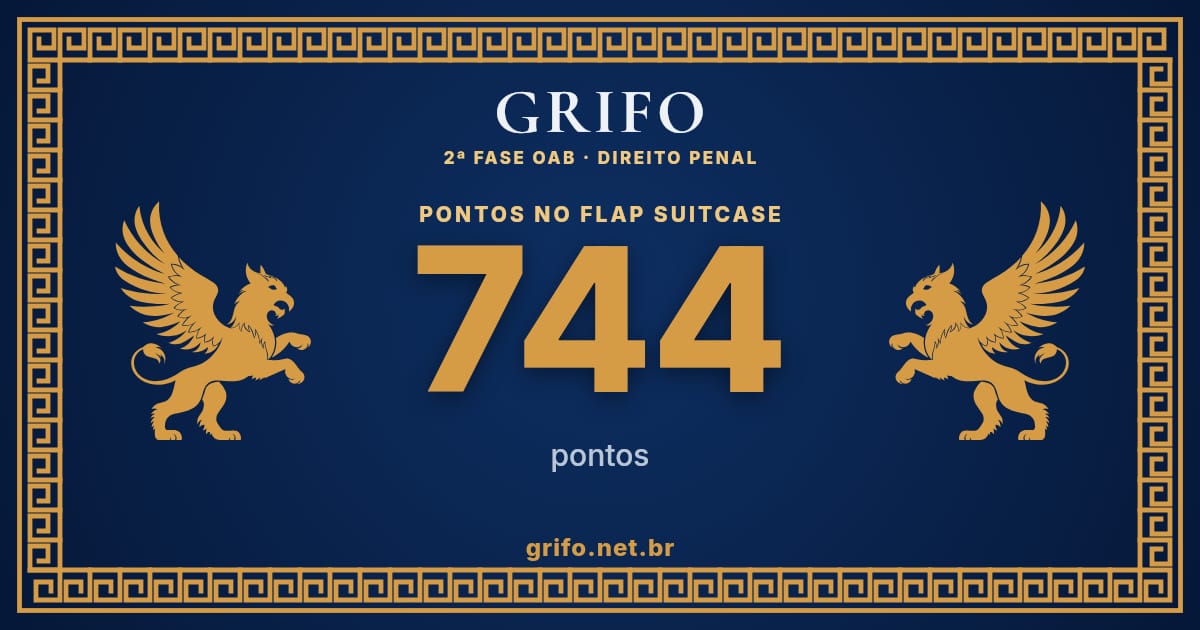 GRIFO
2ª FASE OAB · DIREITO PENAL
PONTOS NO FLAP SUITCASE
744
pontos
grifo.net.br